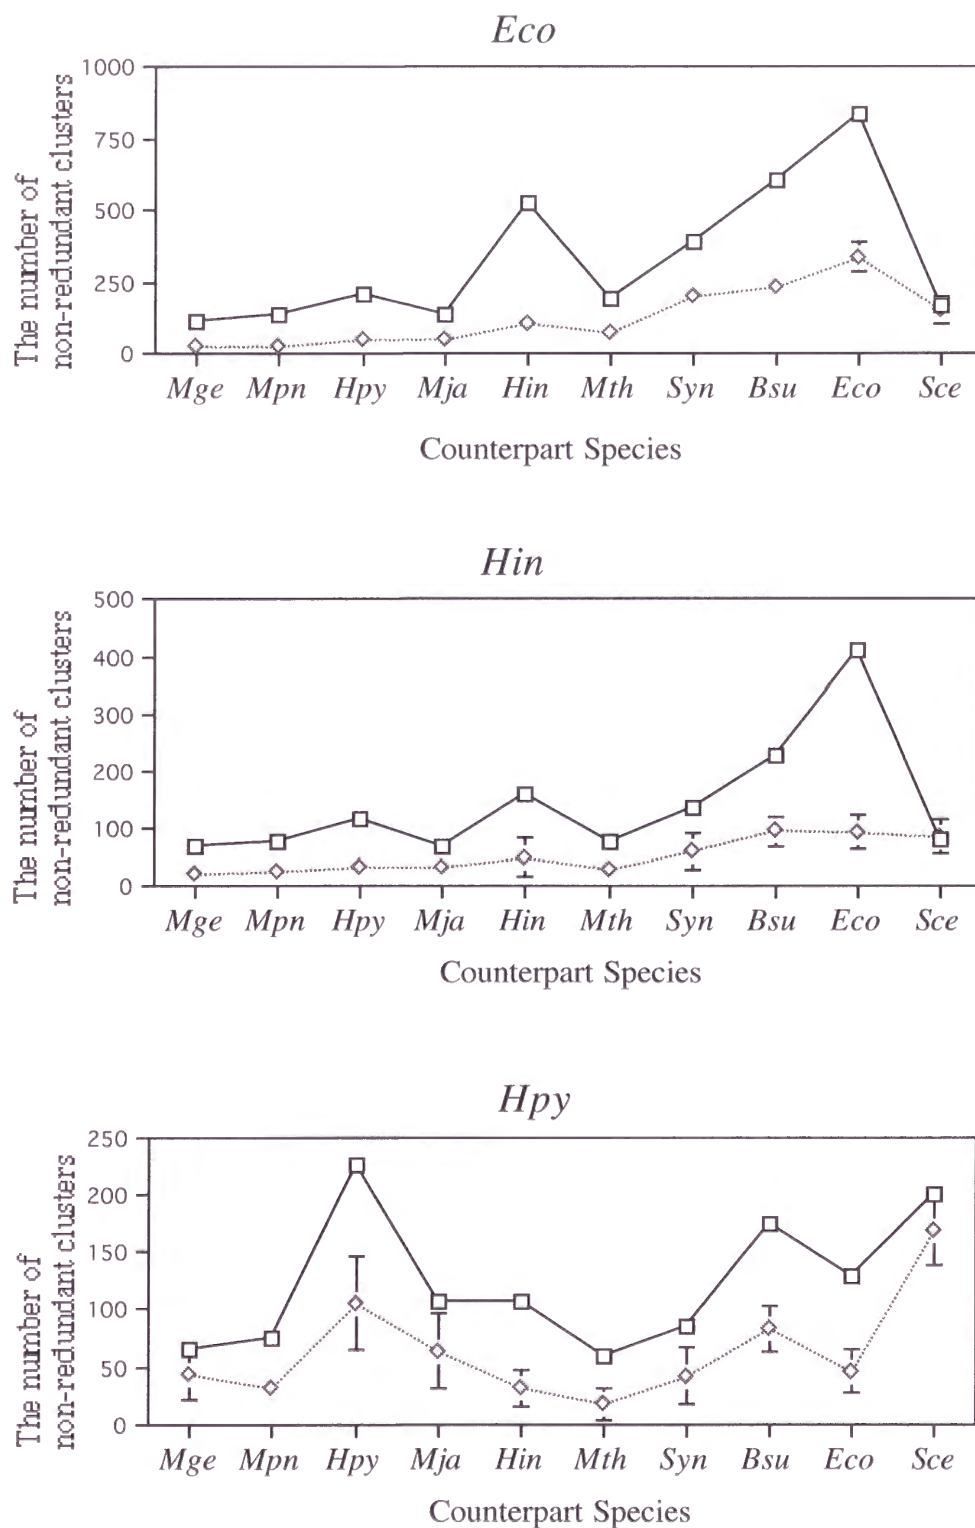 Eco
The number of
non-redundant clusters
1000
750
500
250
0
Mge Mpn Hpy Mja Hin Mth Syn Bsu Eco Sce
Counterpart Species
Hin
The number of
non-redundant clusters
500
400
300
200
100
0
Mge Mpn Hpy Mja Hin Mth Syn Bsu Eco Sce
Counterpart Species
Hpy
The number of
non-redundant clusters
250
200
150
100
50
0
Mge Mpn Hpy Mja Hin Mth Syn Bsu Eco Sce
Counterpart Species